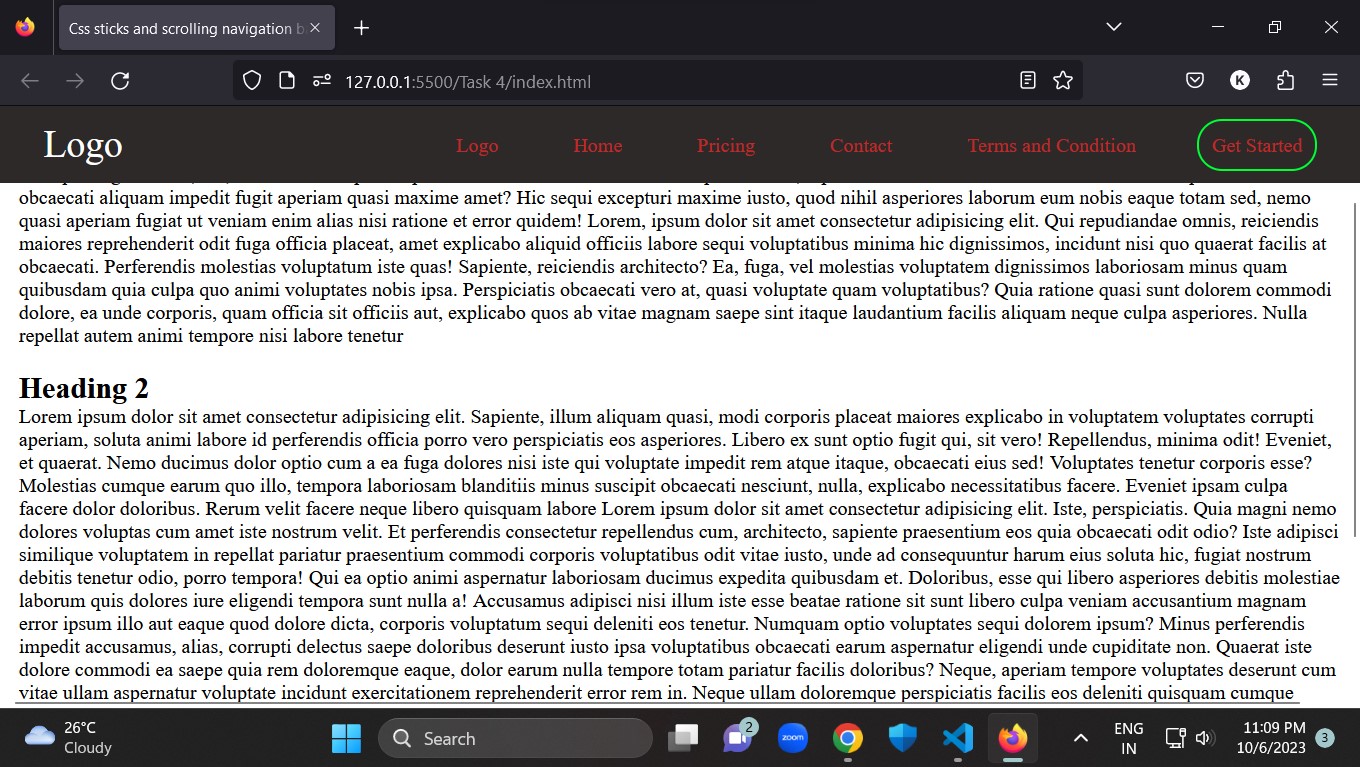 Css sticks and scrolling navigation b
127.0.0.1:5500/Task 4/index.html
K
Logo
Logo
Home
Pricing
Contact
Terms and Condition
Get Started
obcaecati aliquam impedit fugit aperiam quasi maxime amet? Hic sequi excepturi maxime iusto, quod nihil asperiores laborum eum nobis eaque totam sed, nemo
quasi aperiam fugiat ut veniam enim alias nisi ratione et error quidem! Lorem, ipsum dolor sit amet consectetur adipisicing elit. Qui repudiandae omnis, reiciendis
maiores reprehenderit odit fuga officia placeat, amet explicabo aliquid officiis labore sequi voluptatibus minima hic dignissimos, incidunt nisi quo quaerat facilis at
obcaecati. Perferendis molestias voluptatum iste quas! Sapiente, reiciendis architecto? Ea, fuga, vel molestias voluptatem dignissimos laboriosam minus quam
quibusdam quia culpa quo animi voluptates nobis ipsa. Perspiciatis obcaecati vero at, quasi voluptate quam voluptatibus? Quia ratione quasi sunt dolorem commodi
dolore, ea unde corporis, quam officia sit officiis aut, explicabo quos ab vitae magnam saepe sint itaque laudantium facilis aliquam neque culpa asperiores. Nulla
repellat autem animi tempore nisi labore tenetur
Heading 2
Lorem ipsum dolor sit amet consectetur adipisicing elit. Sapiente, illum aliquam quasi, modi corporis placeat maiores explicabo in voluptatem voluptates corrupti
aperiam, soluta animi labore id perferendis officia porro vero perspiciatis eos asperiores. Libero ex sunt optio fugit qui, sit vero! Repellendus, minima odit! Eveniet,
et quaerat. Nemo ducimus dolor optio cum a ea fuga dolores nisi iste qui voluptate impedit rem atque itaque, obcaecati eius sed! Voluptates tenetur corporis esse?
Molestias cumque earum quo illo, tempora laboriosam blanditiis minus suscipit obcaecati nesciunt, nulla, explicabo necessitatibus facere. Eveniet ipsam culpa
facere dolor doloribus. Rerum velit facere neque libero quisquam labore Lorem ipsum dolor sit amet consectetur adipisicing elit. Iste, perspiciatis. Quia magni nemo
dolores voluptas cum amet iste nostrum velit. Et perferendis consectetur repellendus cum, architecto, sapiente praesentium eos quia obcaecati odit odio? Iste adipisci
similique voluptatem in repellat pariatur praesentium commodi corporis voluptatibus odit vitae iusto, unde ad consequuntur harum eius soluta hic, fugiat nostrum
debitis tenetur odio, porro tempora! Qui ea optio animi aspernatur laboriosam ducimus expedita quibusdam et. Doloribus, esse qui libero asperiores debitis molestiae
laborum quis dolores iure eligendi tempora sunt nulla a! Accusamus adipisci nisi illum iste esse beatae ratione sit sunt libero culpa veniam accusantium magnam
error ipsum illo aut eaque quod dolore dicta, corporis voluptatum sequi deleniti eos tenetur. Numquam optio voluptates sequi dolorem ipsum? Minus perferendis
impedit accusamus, alias, corrupti delectus saepe doloribus deserunt iusto ipsa voluptatibus obcaecati earum aspernatur eligendi unde cupiditate non. Quaerat iste
dolore commodi ea saepe quia rem doloremque eaque, dolor earum nulla tempore totam pariatur facilis doloribus? Neque, aperiam tempore voluptates deserunt cum
vitae ullam aspernatur voluptate incidunt exercitationem reprehenderit error rem in. Neque ullam doloremque perspiciatis facilis eos deleniti quisquam cumque
26°C
Cloudy
Search
2
zoom
ENG
IN
11:09 PM
10/6/2023
3